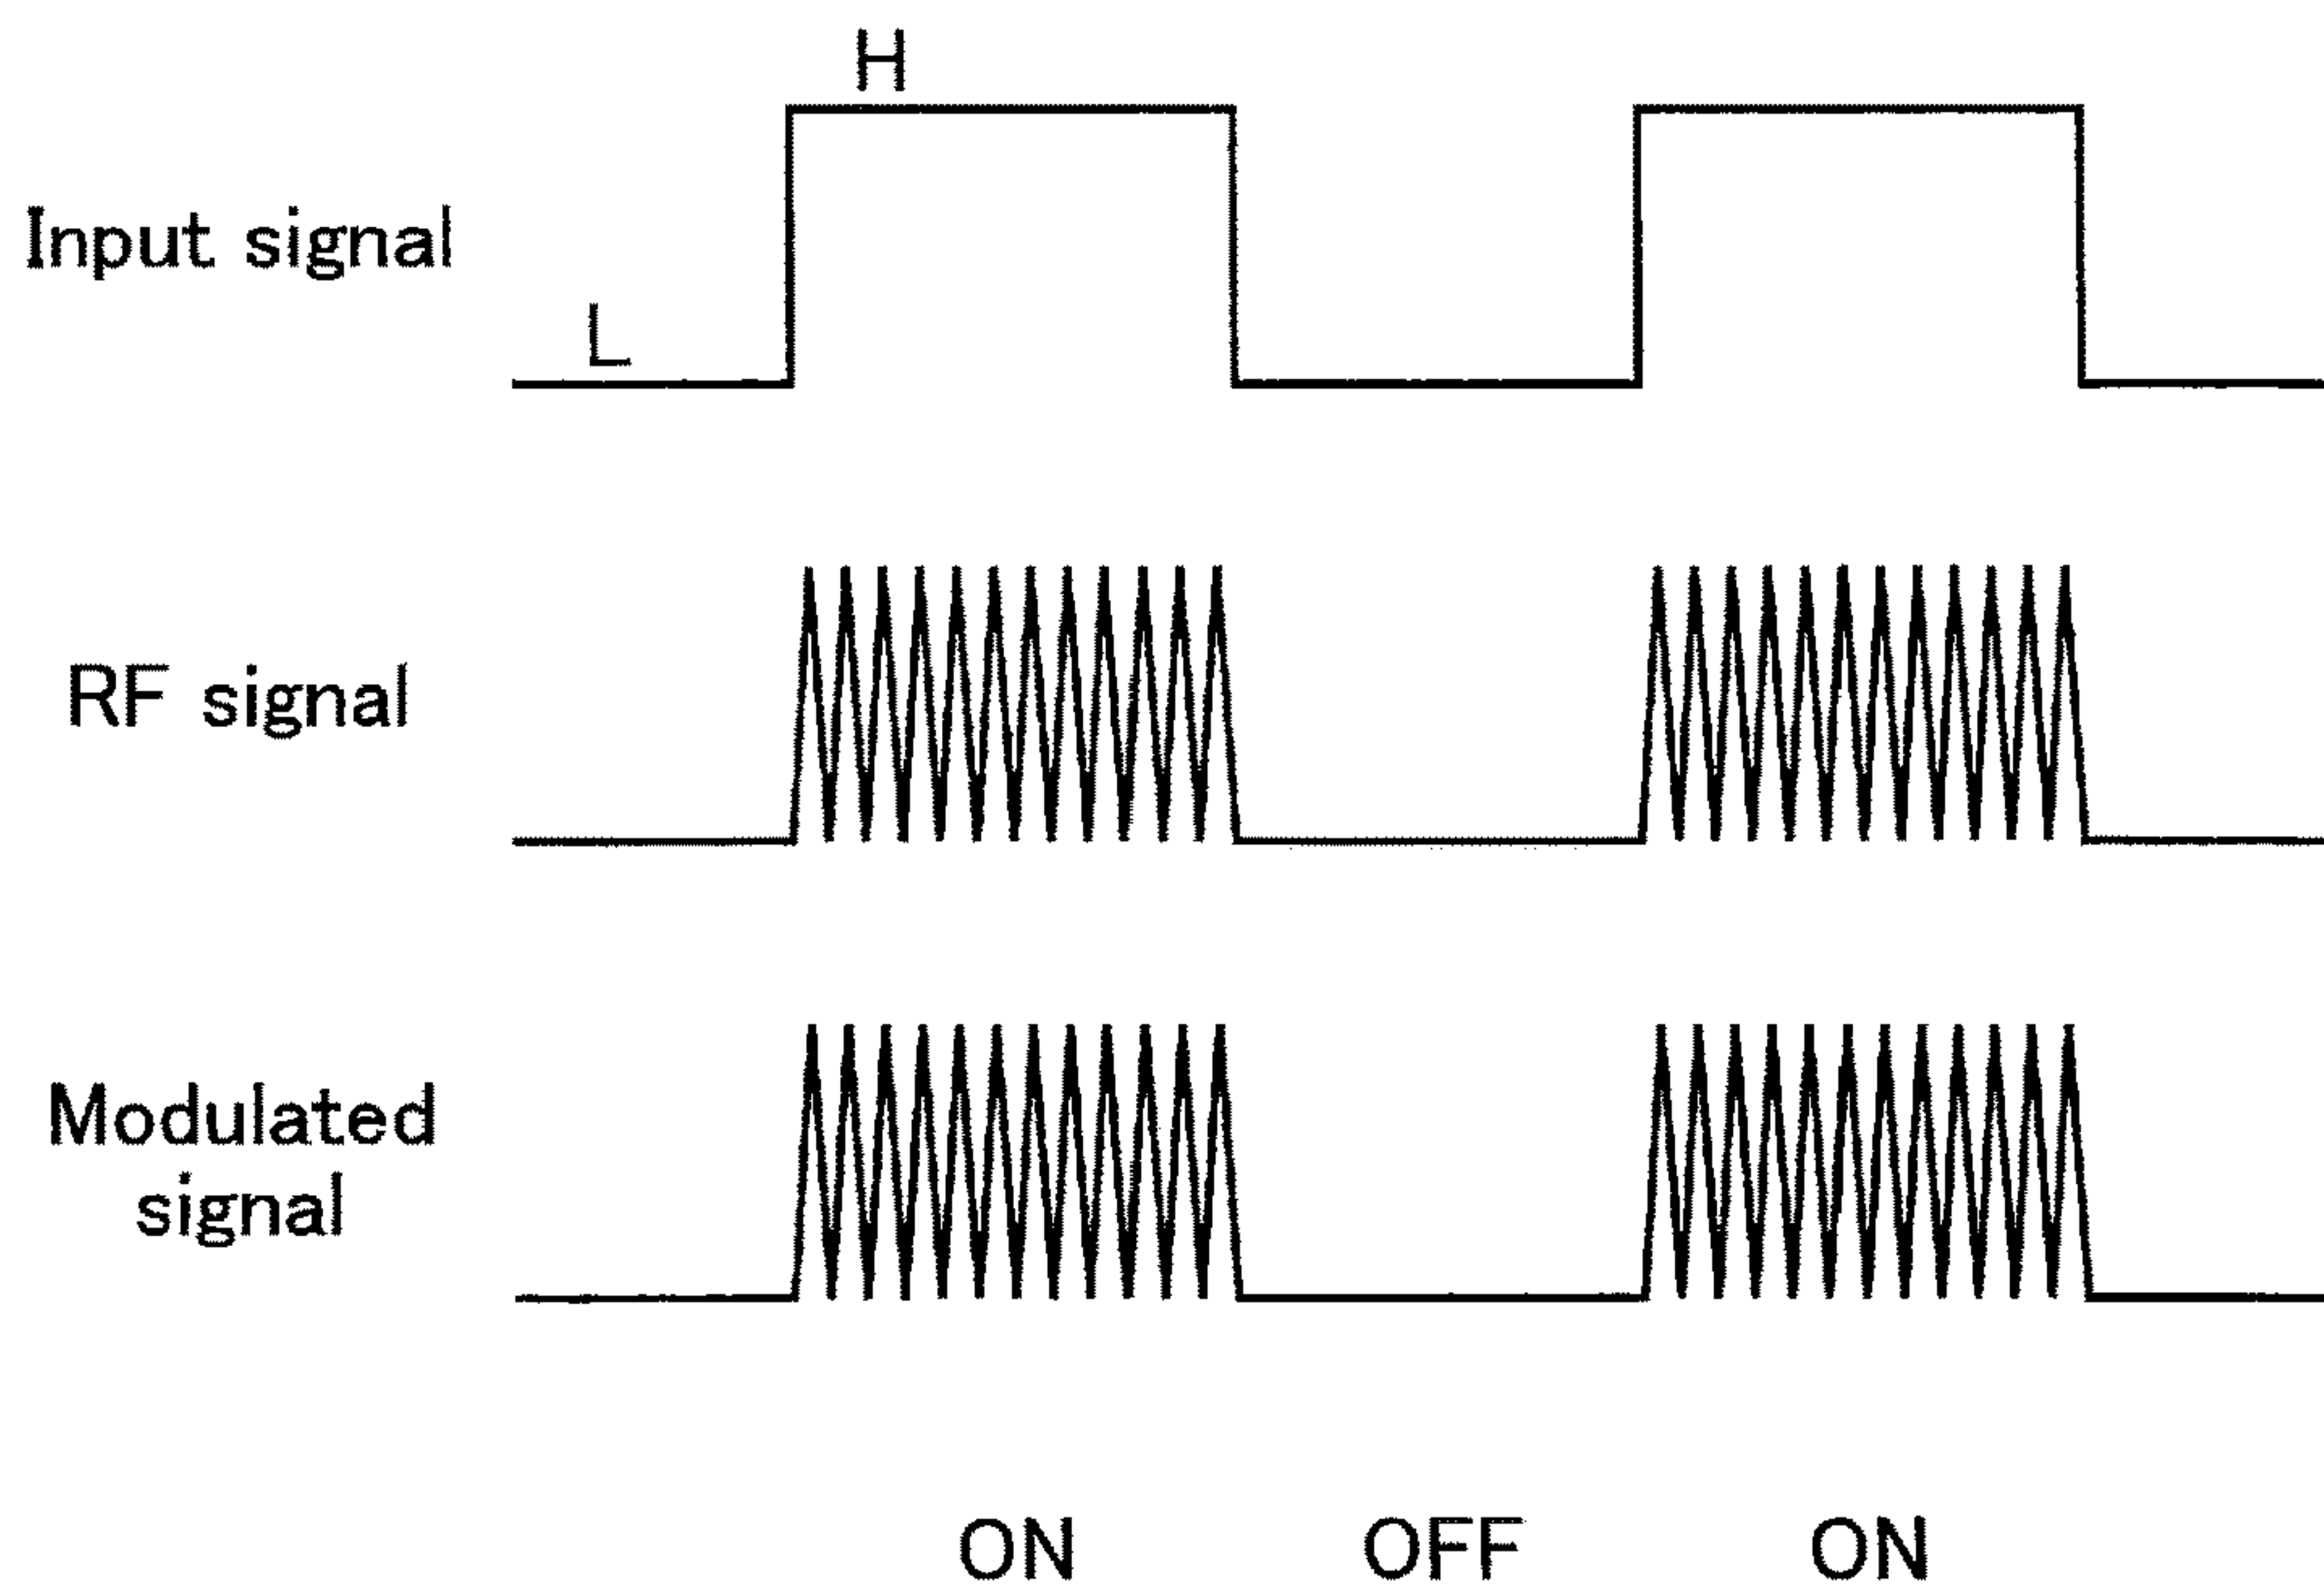 H
Input signal
L
RF signal
Modulated
signal
ON OFF ON